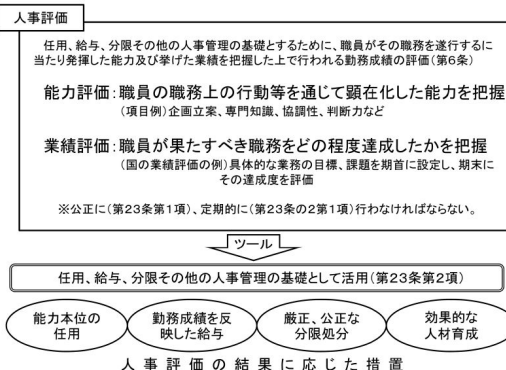 人事評価
任用、給与、分限その他の人事管理の基礎とするために、職員がその職務を遂行するに
当たり発揮した能力及び挙げた業績を把握した上で行われる勤務成績の評価(第6条)
能力評価：職員の職務上の行動等を通じて顕在化した能力を把握
(項目例)企画立案、専門知識、協調性、判断力など
業績評価：職員が果たすべき職務をどの程度達成したかを把握
(国の業績評価の例)具体的な業務の目標、課題を期首に設定し、期末に
その達成度を評価
※公正に(第23条第1項)、定期的に(第23条の2第1項)行わなければならない。
ツール
任用、給与、分限その他の人事管理の基礎として活用(第23条第2項)
能力本位の
任用
勤務成績を反
映した給与
厳正、公正な
分限処分
効果的な
人材育成
人事評価の結果に応じた措置